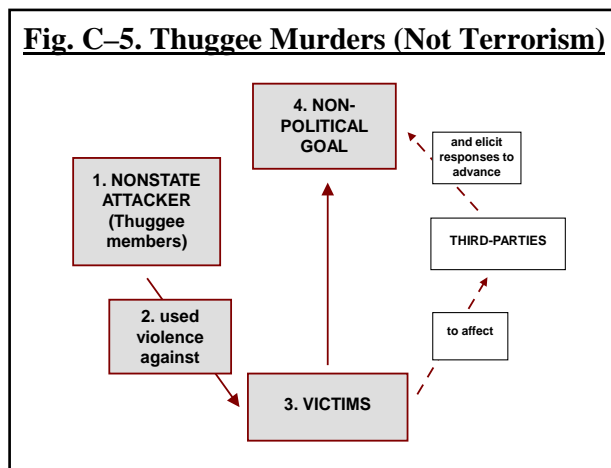 Fig. C–5. Thuggee Murders (Not Terrorism)
4. NON-
POLITICAL
GOAL
and elicit
responses to
advance
1. NONSTATE
ATTACKER
(Thuggee
members)
THIRD-PARTIES
2. used
violence
against
to affect
3. VICTIMS